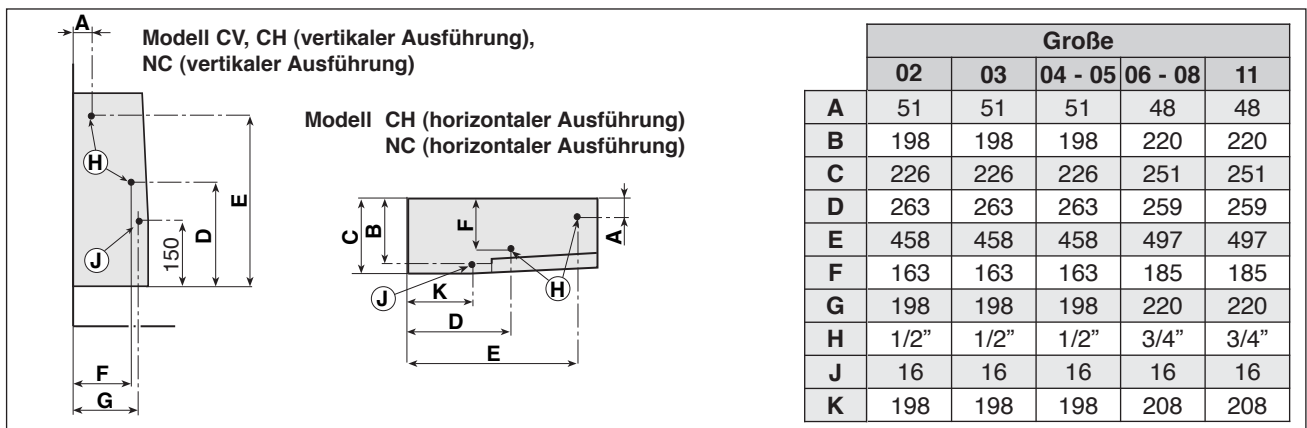 A
Modell CV, CH (vertikaler Ausführung),
NC (vertikaler Ausführung)
H
J
150
D
E
F
G
Modell CH (horizontaler Ausführung)
NC (horizontaler Ausführung)
C
B
F
A
J
K
H
D
E
Große
02 03 04 - 05 06 - 08 11
A 51 51 51 48 48
B 198 198 198 220 220
C 226 226 226 251 251
D 263 263 263 259 259
E 458 458 458 497 497
F 163 163 163 185 185
G 198 198 198 220 220
H 1/2” 1/2” 1/2” 3/4” 3/4”
J 16 16 16 16 16
K 198 198 198 208 208